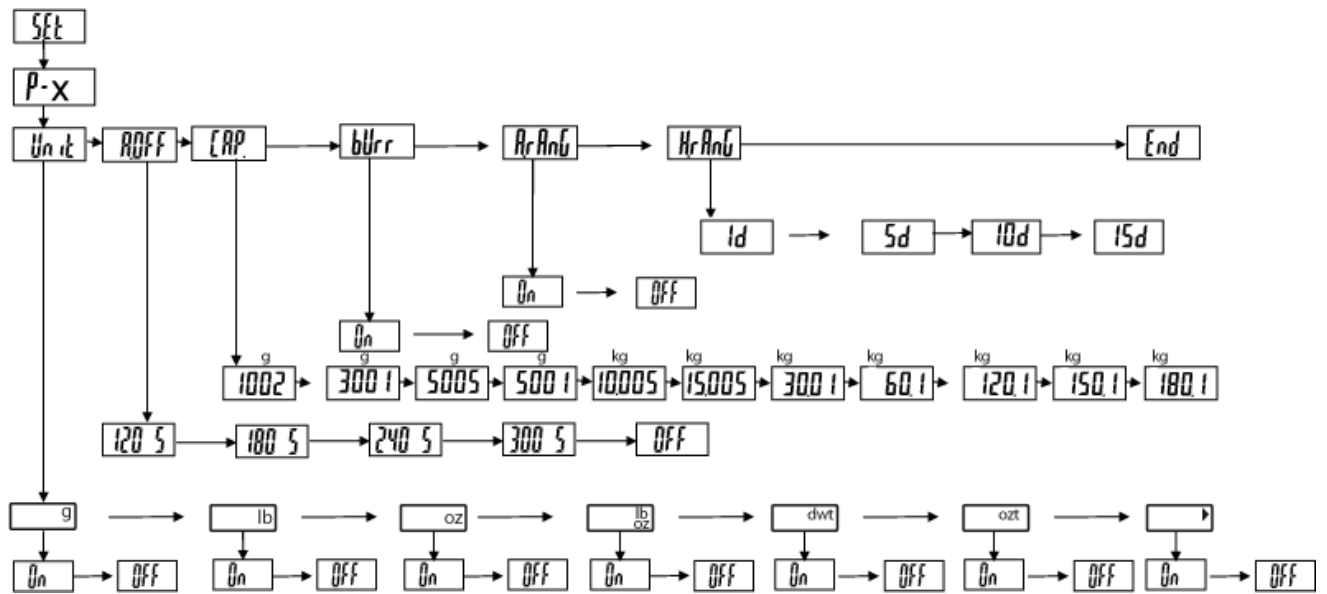 SEt
P-x
Unit A.OFF CAP. bUrr A.rAnG H.rAnG End
1d 5d 10d 15d
On OFF
On OFF
g g g g kg kg kg kg kg kg kg
1002 3001 5005 5001 10.005 15.005 30.01 60.1 120.1 150.1 180.1
120 S 180 S 240 S 300 S OFF
g lb oz lb oz dwt ozt
On OFF On OFF On OFF On OFF On OFF On OFF On OFF